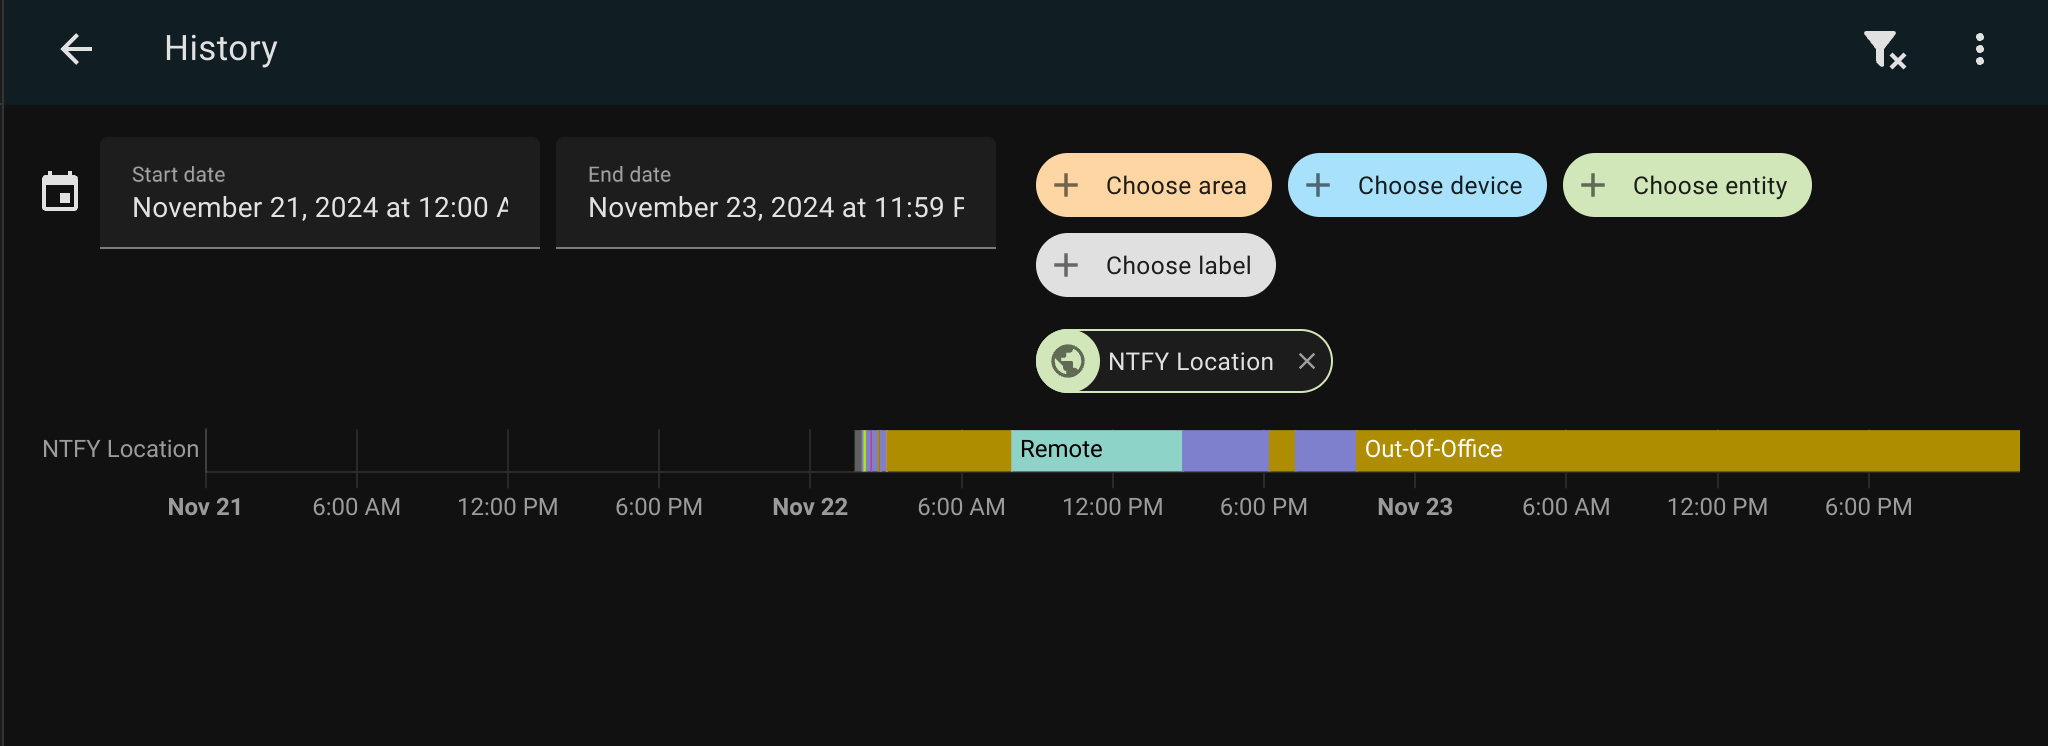 History
Start date
November 21, 2024 at 12:00 A
End date
November 23, 2024 at 11:59 P
Choose area
Choose device
Choose entity
Choose label
NTFY Location
NTFY Location
Remote
Out-Of-Office
Nov 21 6:00 AM 12:00 PM 6:00 PM Nov 22 6:00 AM 12:00 PM 6:00 PM Nov 23 6:00 AM 12:00 PM 6:00 PM